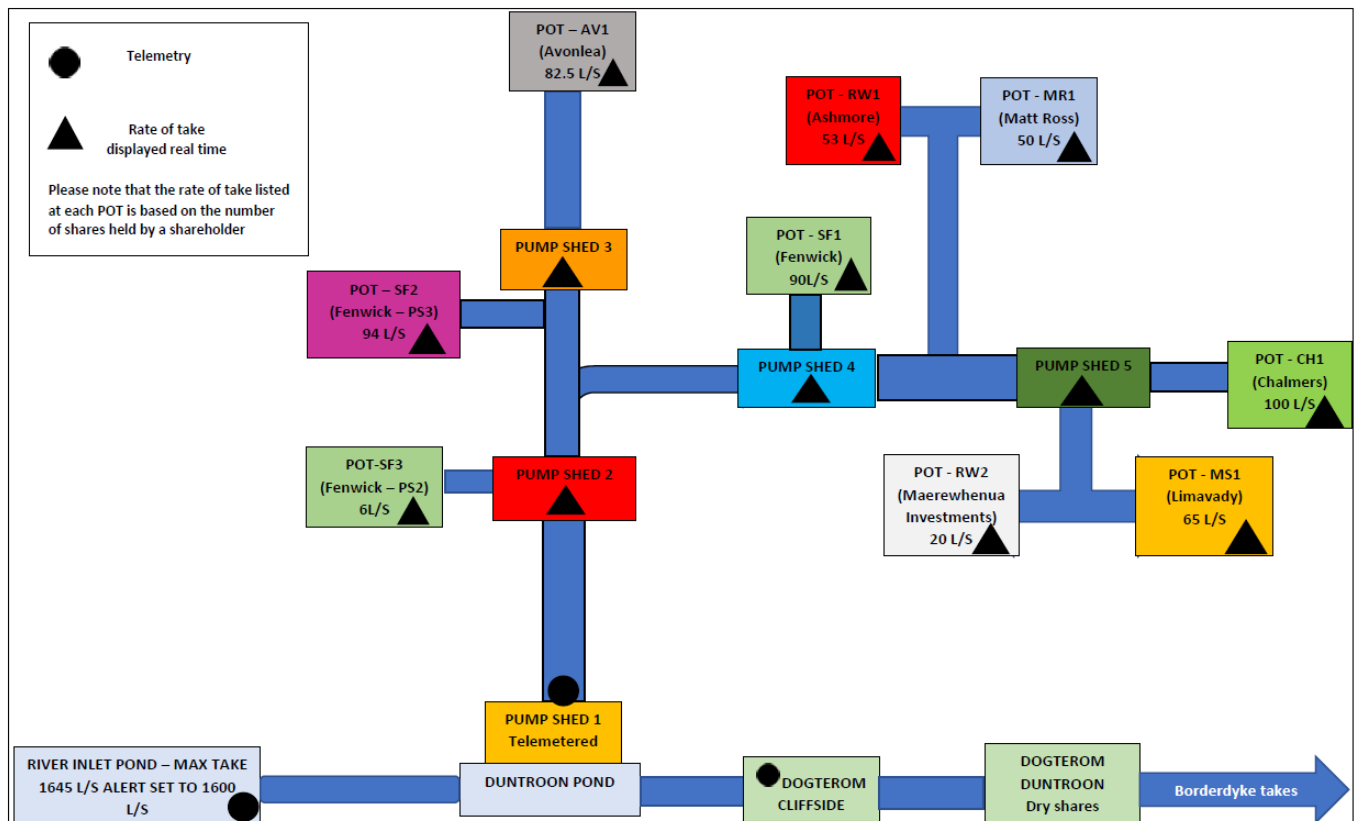 Telemetry
Rate of take
displayed real time
Please note that the rate of take listed
at each POT is based on the number
of shares held by a shareholder
POT – AV1
(Avonlea)
82.5 L/S
POT - RW1
(Ashmore)
53 L/S
POT - MR1
(Matt Ross)
50 L/S
PUMP SHED 3
POT - SF1
(Fenwick)
90L/S
POT – SF2
(Fenwick – PS3)
94 L/S
PUMP SHED 4
PUMP SHED 5
POT - CH1
(Chalmers)
100 L/S
POT-SF3
(Fenwick – PS2)
6L/S
PUMP SHED 2
POT - RW2
(Maerewhenua
Investments)
20 L/S
POT - MS1
(Limavady)
65 L/S
PUMP SHED 1
Telemetered
RIVER INLET POND – MAX TAKE
1645 L/S ALERT SET TO 1600
L/S
DUNTROON POND
DOGTEROM
CLIFFSIDE
DOGTEROM
DUNTROON
Dry shares
Borderdyke takes